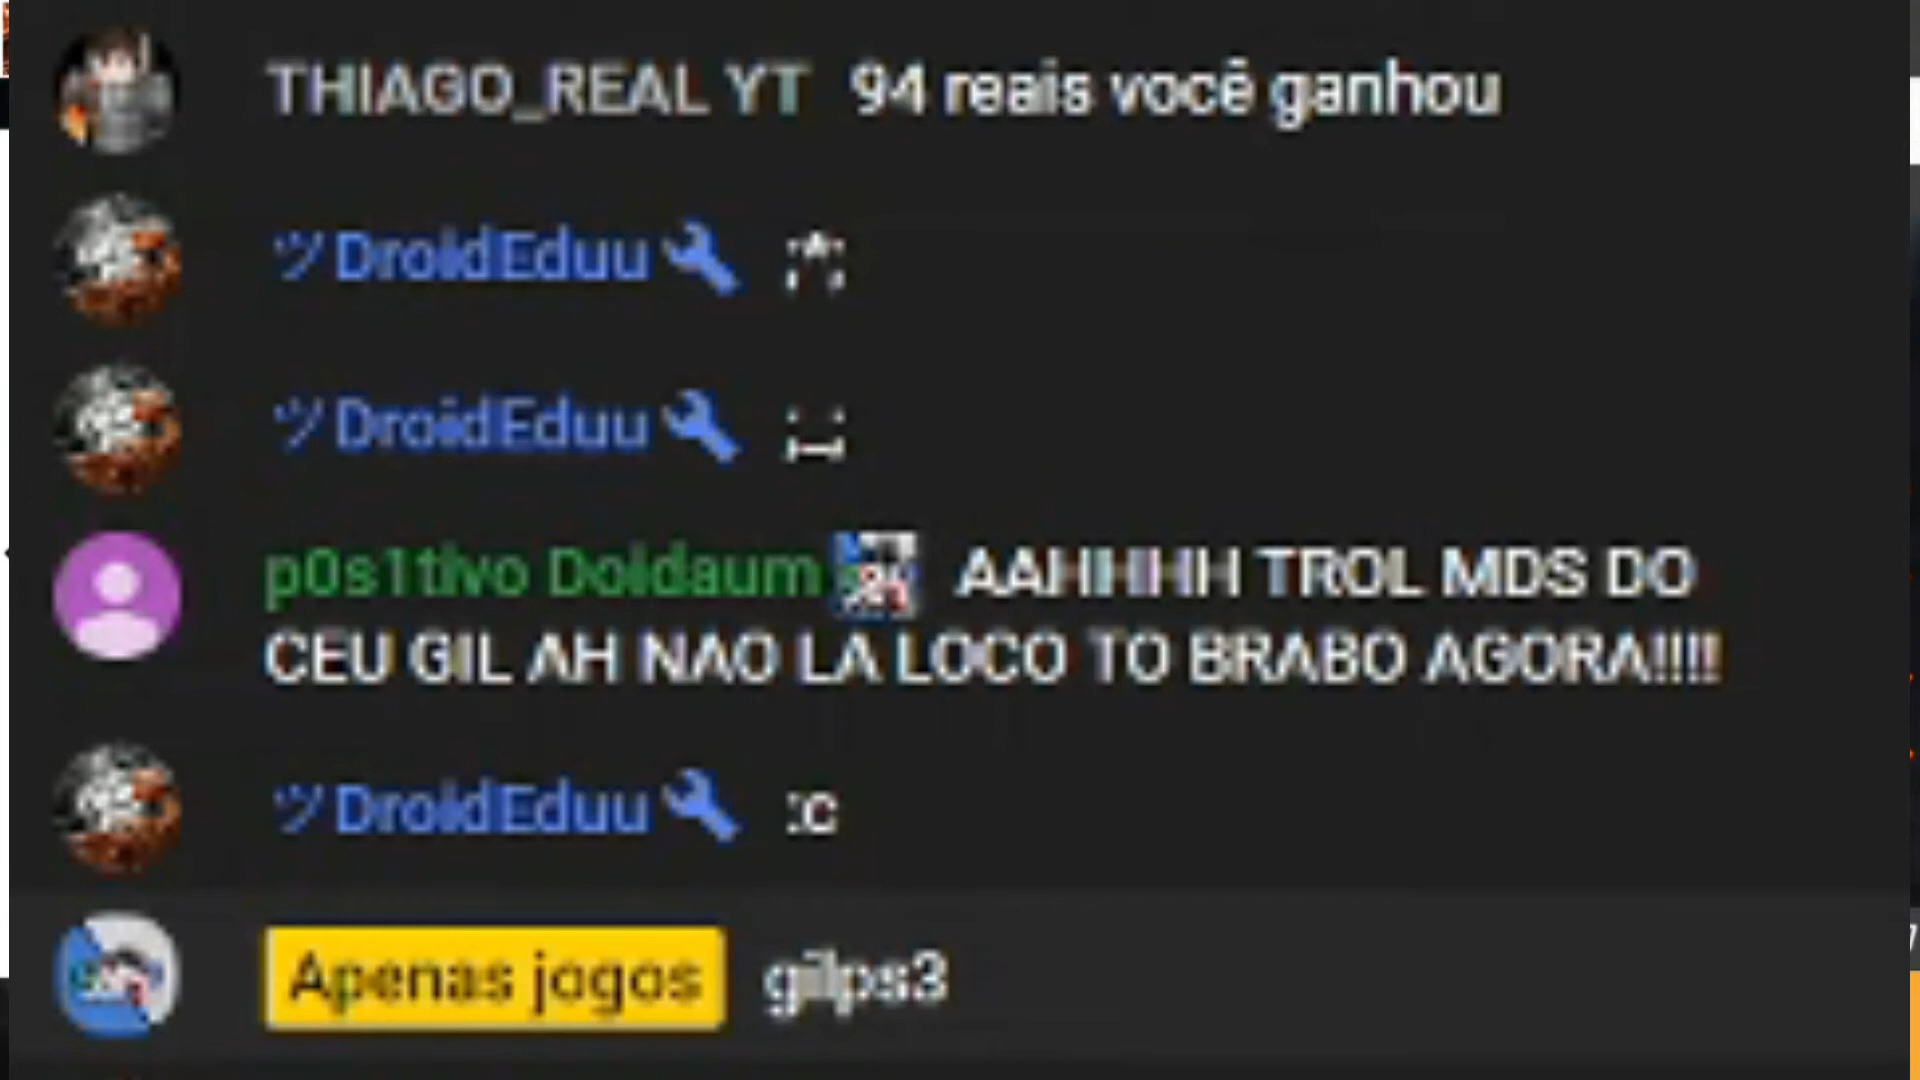 THIAGO_REAL YT 94 reais você ganhou
ツDroidEduu
ツDroidEduu
p0s1tivo Doidaum AAHHHH TROL MDS DO
CEU GIL AH NAO LA LOCO TO BRABO AGORA!!!!
ツDroidEduu :c
Apenas jogos gilps3